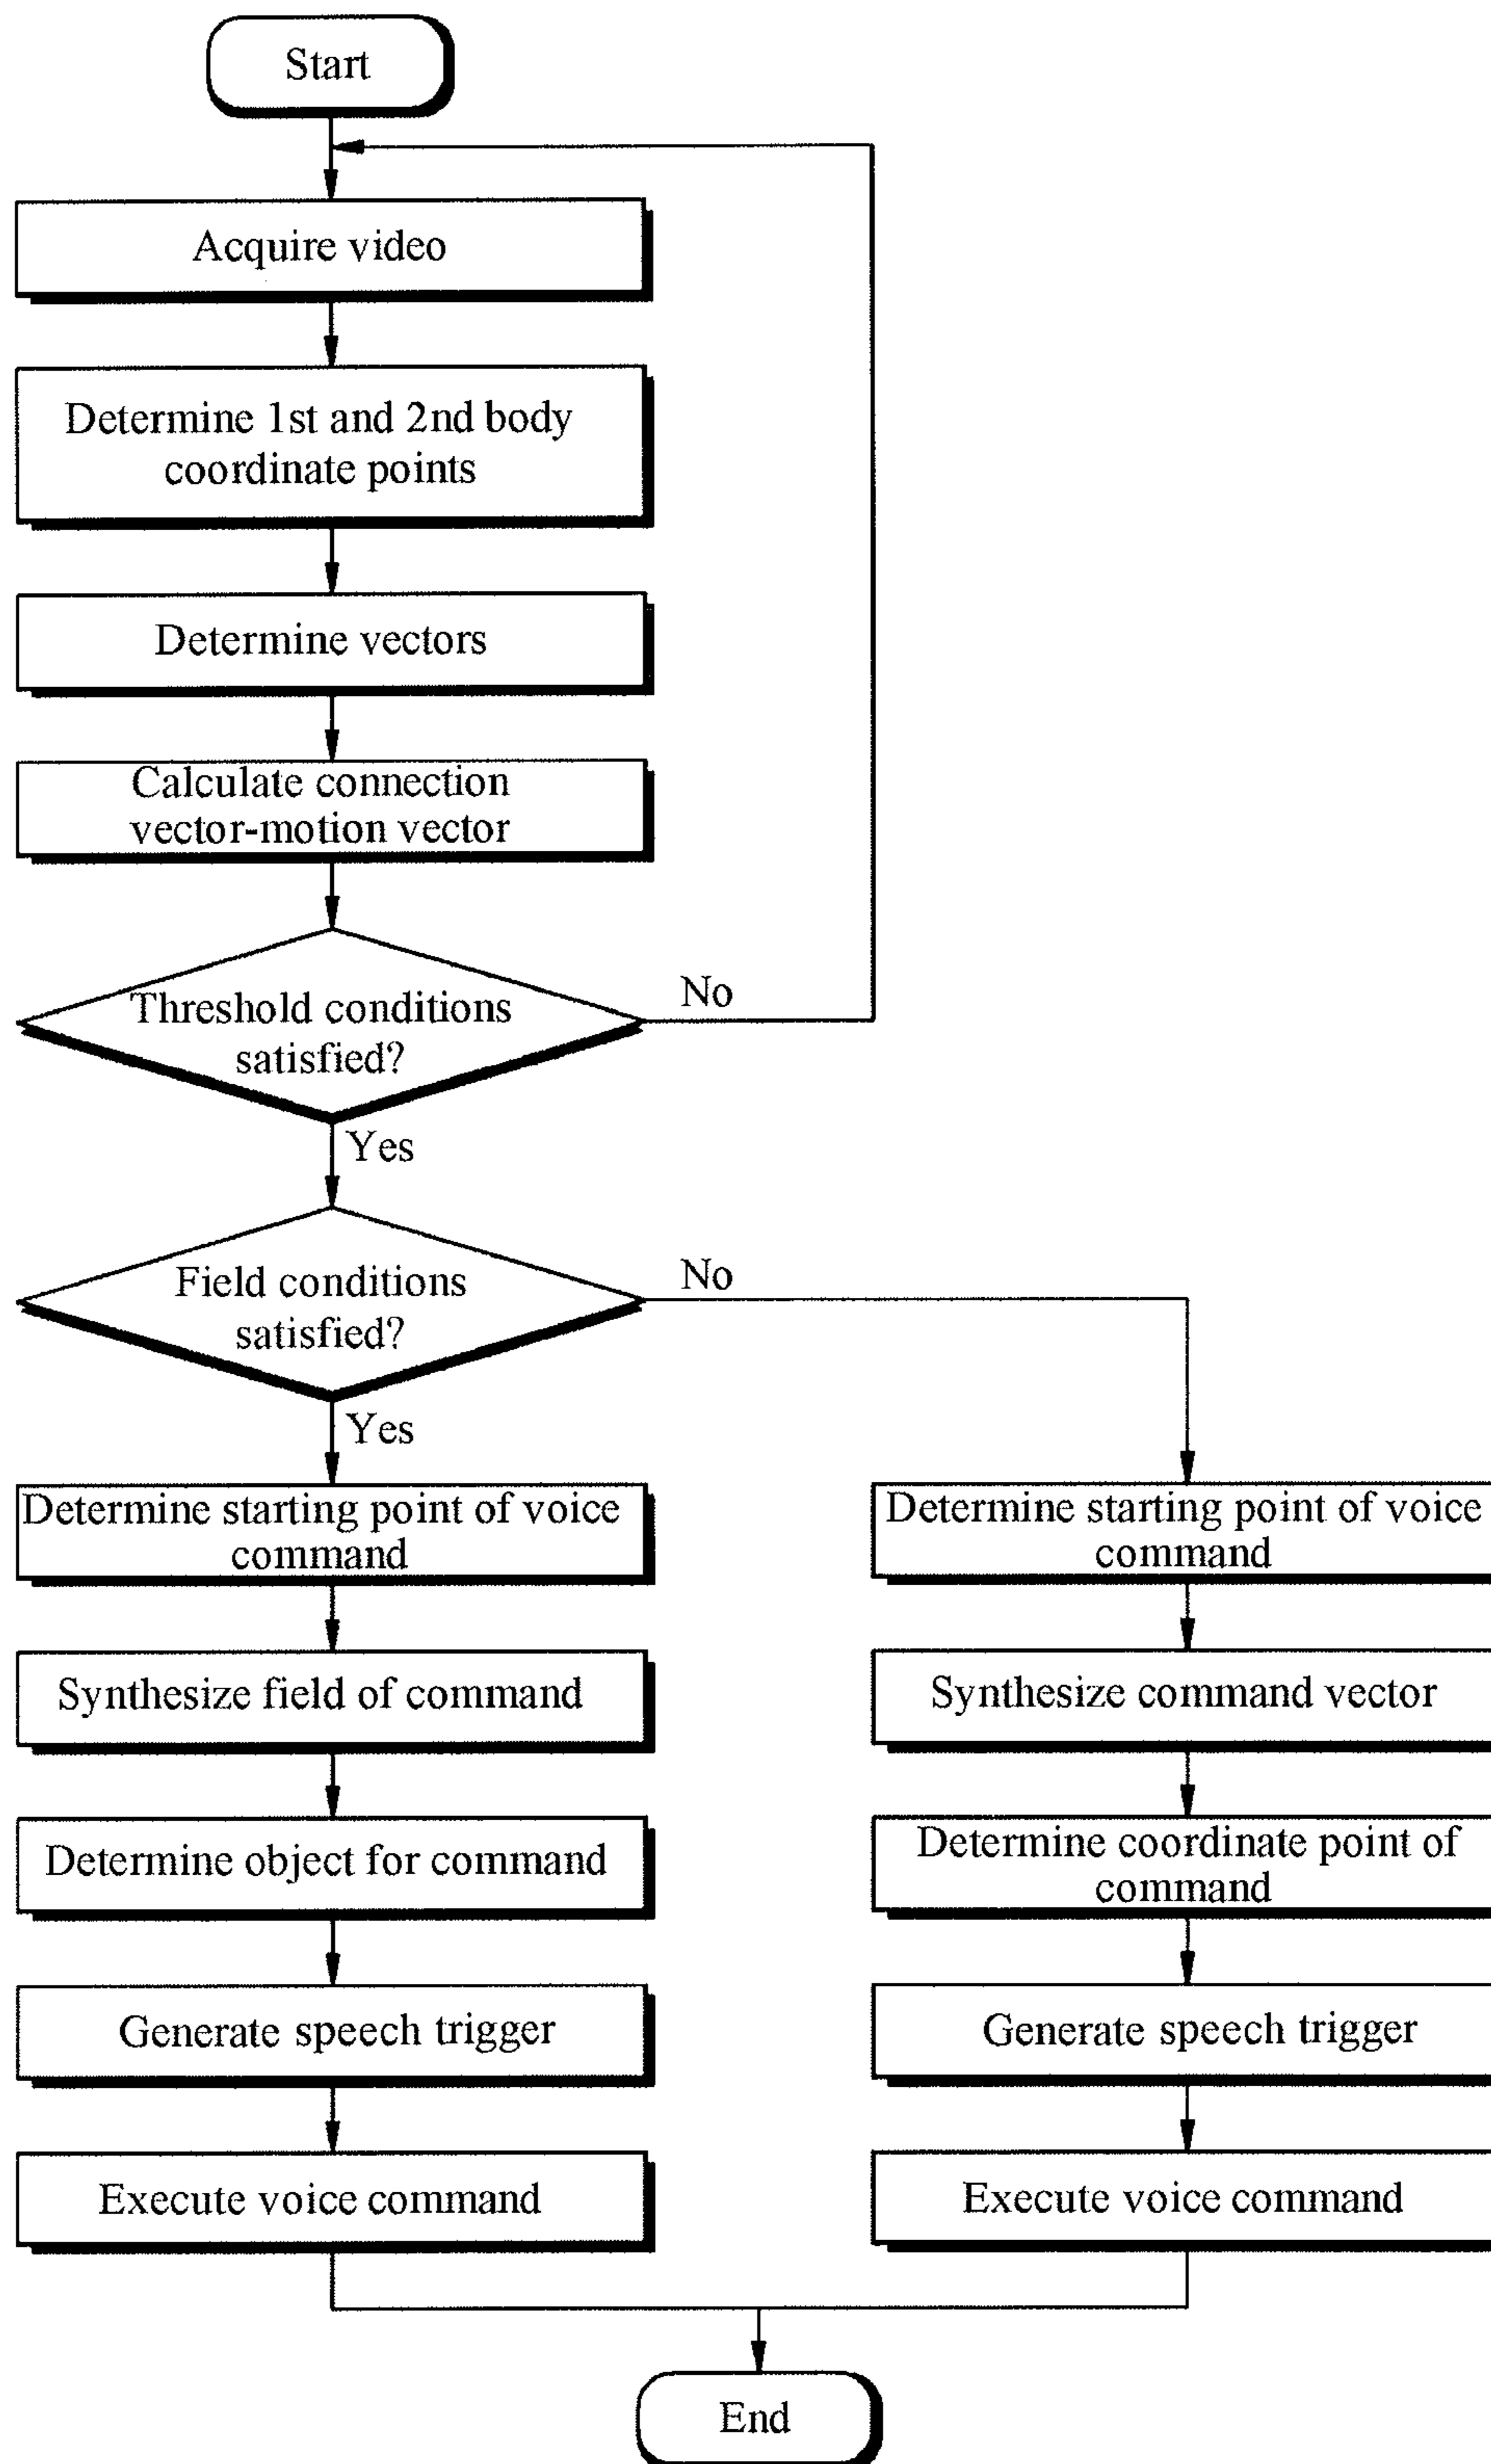 Start
Acquire video
Determine 1st and 2nd body
coordinate points
Determine vectors
Calculate connection
vector-motion vector
Threshold conditions
satisfied?
No
Yes
Field conditions
satisfied?
No
Yes
Determine starting point of voice
command
Synthesize field of command
Determine object for command
Generate speech trigger
Execute voice command
Determine starting point of voice
command
Synthesize command vector
Determine coordinate point of
command
Generate speech trigger
Execute voice command
End